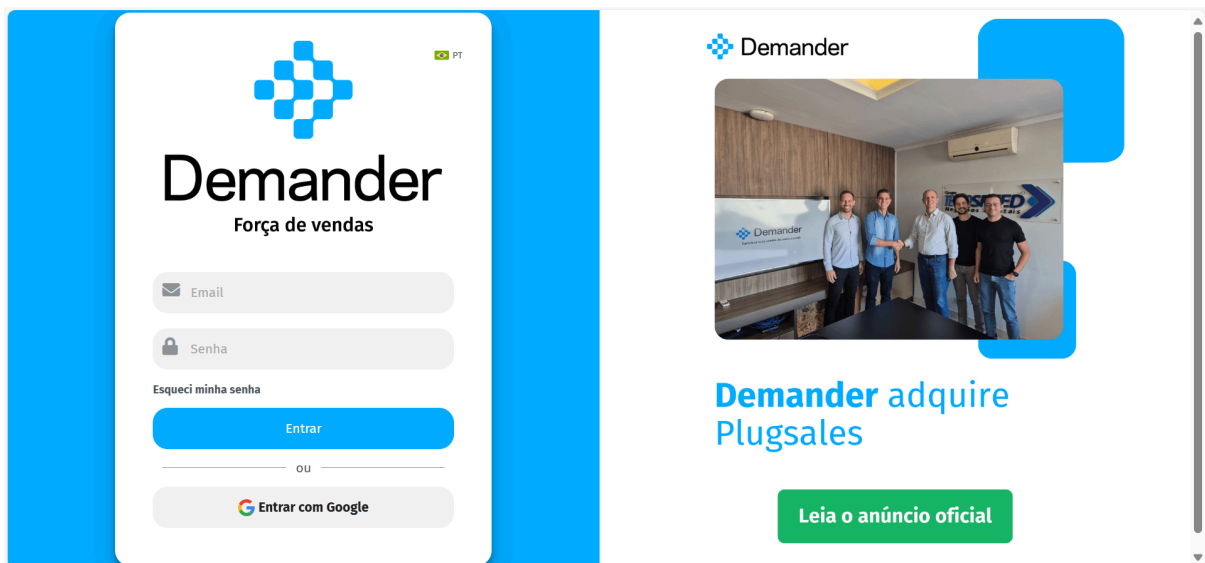 PT
Demander
Força de vendas
Email
Senha
Esqueci minha senha
Entrar
ou
Entrar com Google
Demander
Demander
Demander adquire
Plugsales
Leia o anúncio oficial